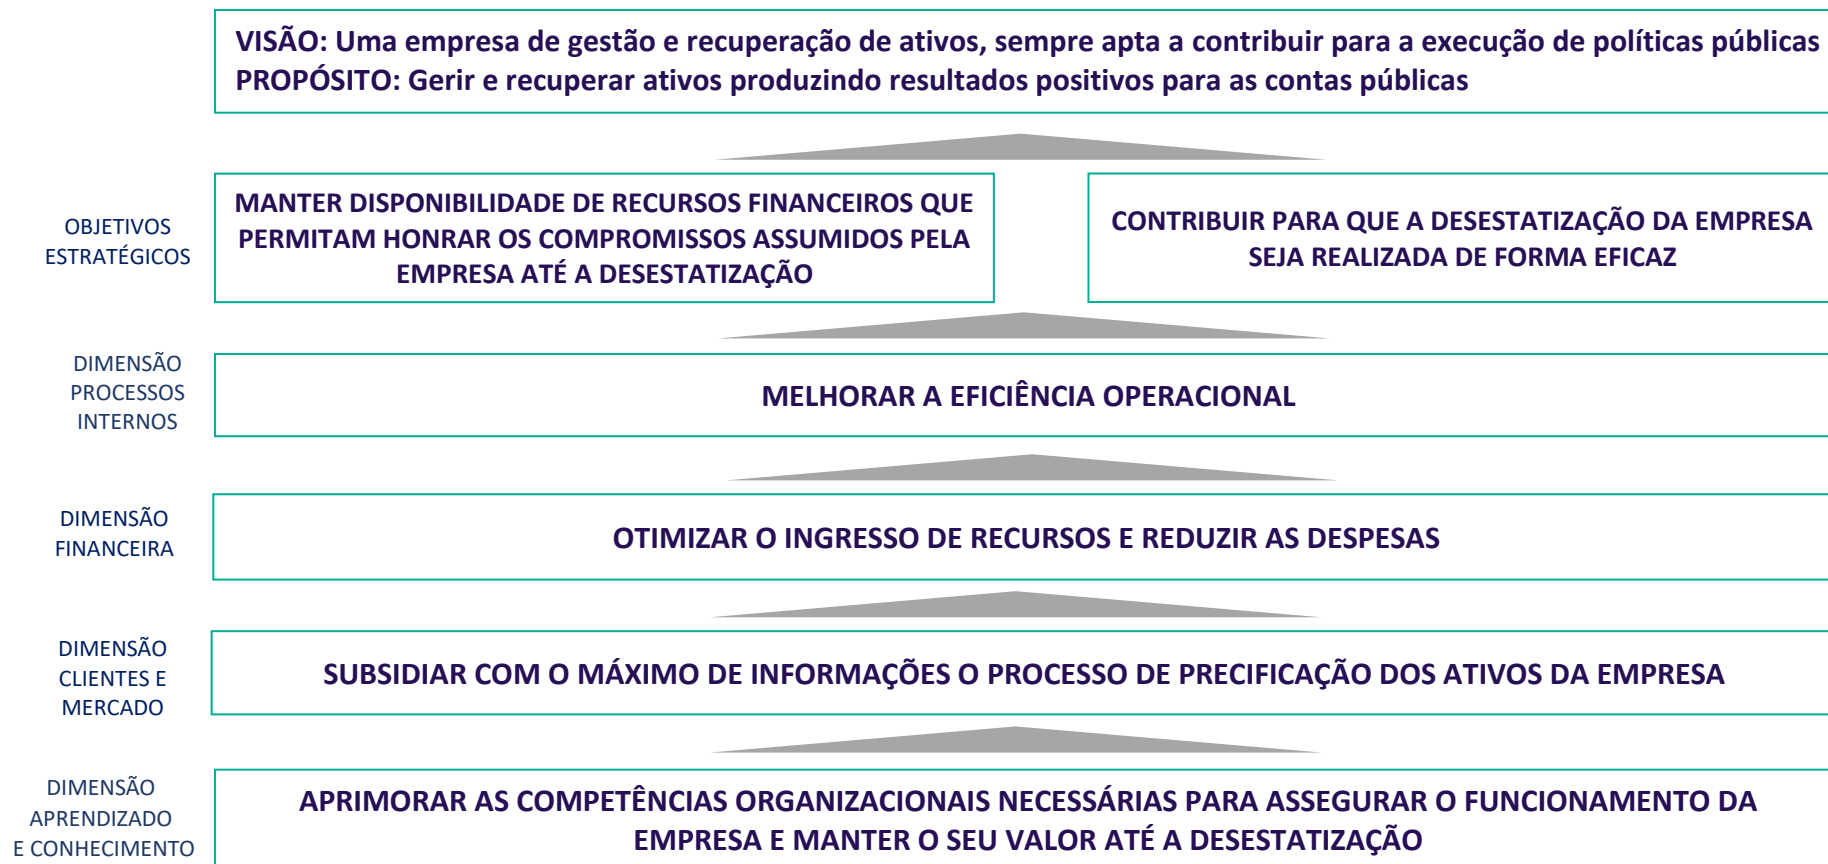 VISÃO: Uma empresa de gestão e recuperação de ativos, sempre apta a contribuir para a execução de políticas públicas
PROPÓSITO: Gerir e recuperar ativos produzindo resultados positivos para as contas públicas
OBJETIVOS
ESTRATÉGICOS
MANTER DISPONIBILIDADE DE RECURSOS FINANCEIROS QUE
PERMITAM HONRAR OS COMPROMISSOS ASSUMIDOS PELA
EMPRESA ATÉ A DESESTATIZAÇÃO
CONTRIBUIR PARA QUE A DESESTATIZAÇÃO DA EMPRESA
SEJA REALIZADA DE FORMA EFICAZ
DIMENSÃO
PROCESSOS
INTERNOS
MELHORAR A EFICIÊNCIA OPERACIONAL
DIMENSÃO
FINANCEIRA
OTIMIZAR O INGRESSO DE RECURSOS E REDUZIR AS DESPESAS
DIMENSÃO
CLIENTES E
MERCADO
SUBSIDIAR COM O MÁXIMO DE INFORMAÇÕES O PROCESSO DE PRECIFICAÇÃO DOS ATIVOS DA EMPRESA
DIMENSÃO
APRENDIZADO
E CONHECIMENTO
APRIMORAR AS COMPETÊNCIAS ORGANIZACIONAIS NECESSÁRIAS PARA ASSEGURAR O FUNCIONAMENTO DA
EMPRESA E MANTER O SEU VALOR ATÉ A DESESTATIZAÇÃO